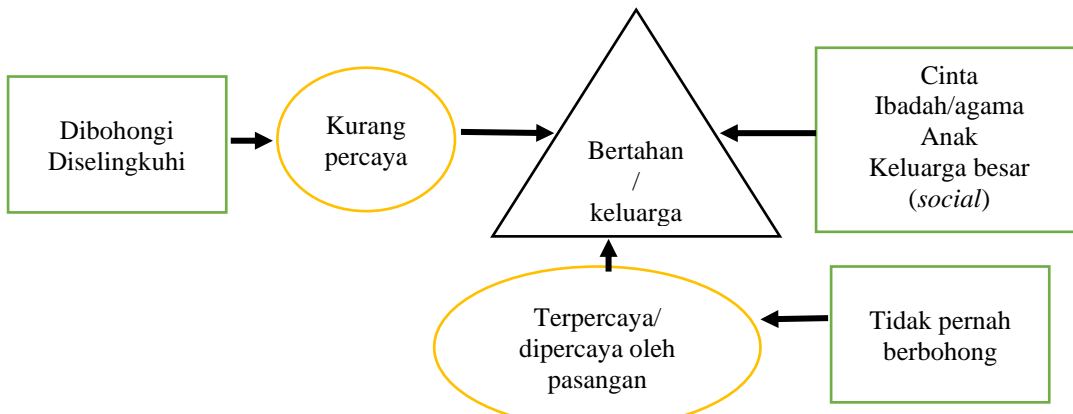 Dibohongi
Diselingkuhi
Kurang
percaya
Bertahan
/
keluarga
Cinta
Ibadah/agama
Anak
Keluarga besar
(social)
Terpercaya/
dipercaya oleh
pasangan
Tidak pernah
berbohong